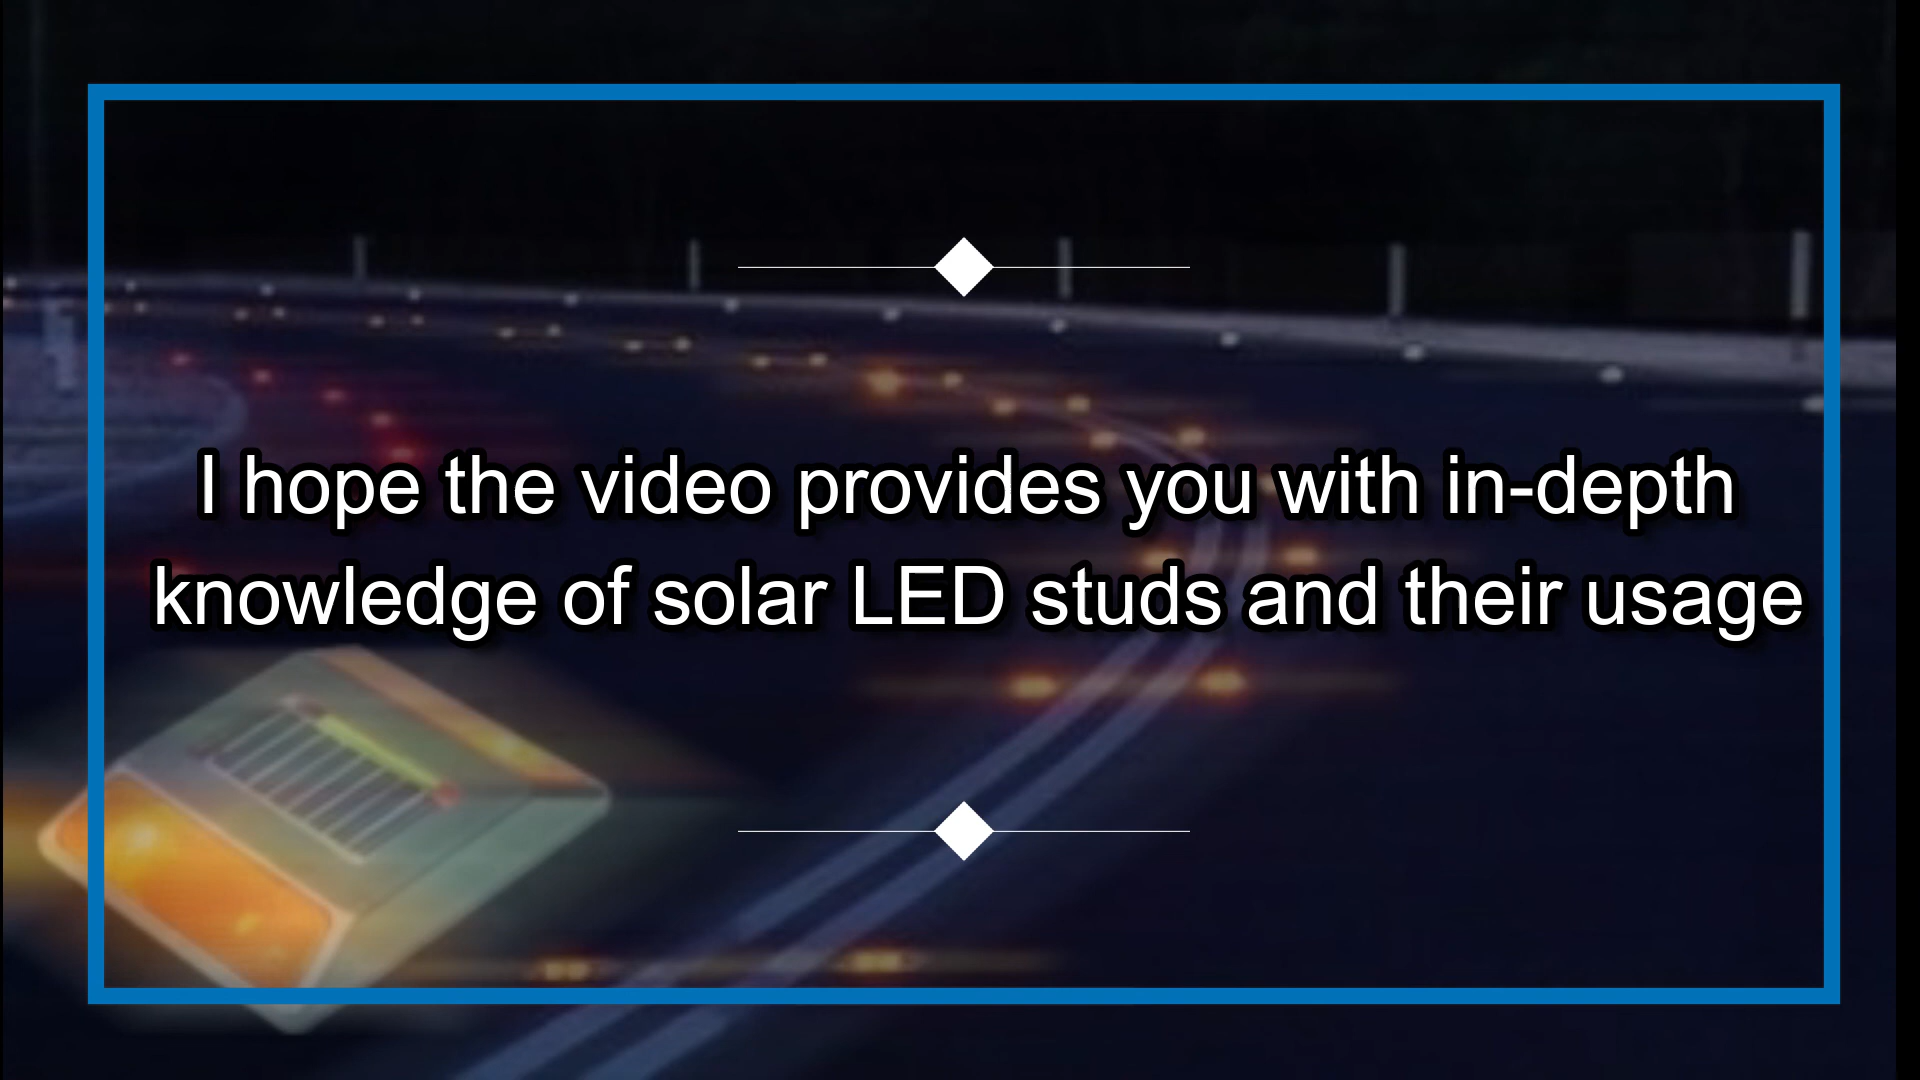 I hope the video provides you with in-depth
knowledge of solar LED studs and their usage